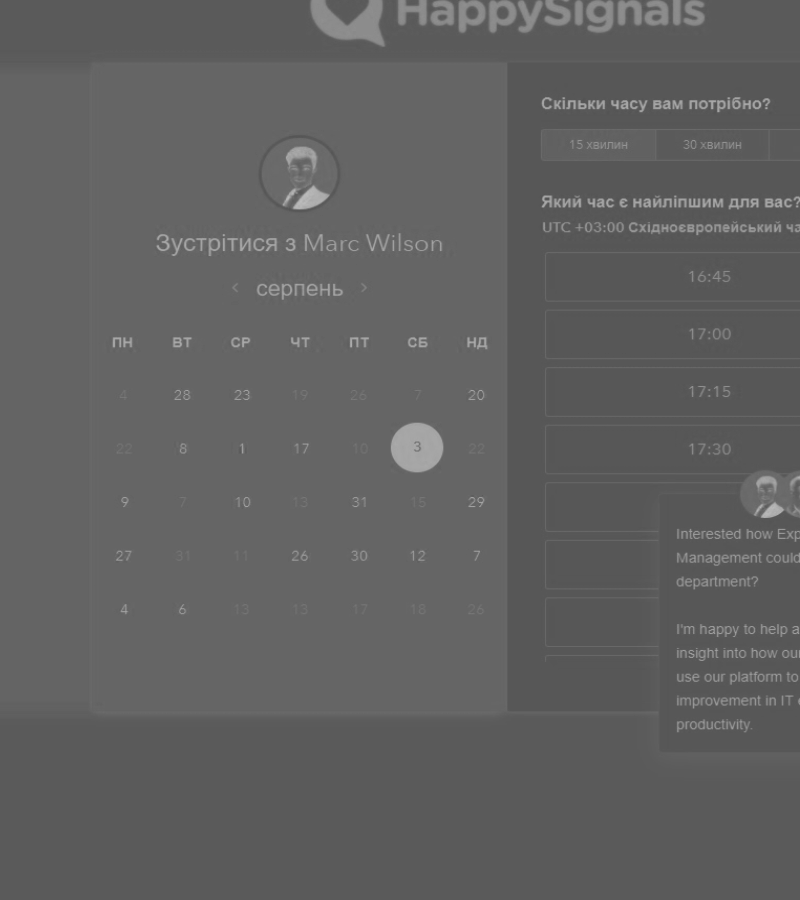 HappySignals
Зустрітися з Marc Wilson
‹ серпень ›
ПН ВТ СР ЧТ ПТ СБ НД
4 28 23 19 26 7 20
22 8 1 17 10 3 22
9 7 10 13 31 15 29
27 31 11 26 30 12 7
4 6 13 13 17 18 26
Скільки часу вам потрібно?
15 хвилин 30 хвилин
Який час є найліпшим для вас?
UTC +03:00 Східноєвропейський
16:45
17:00
17:15
17:30
Interested how
Management could
department?
I'm happy to help
insight into how
use our platform to
improvement in IT
productivity.